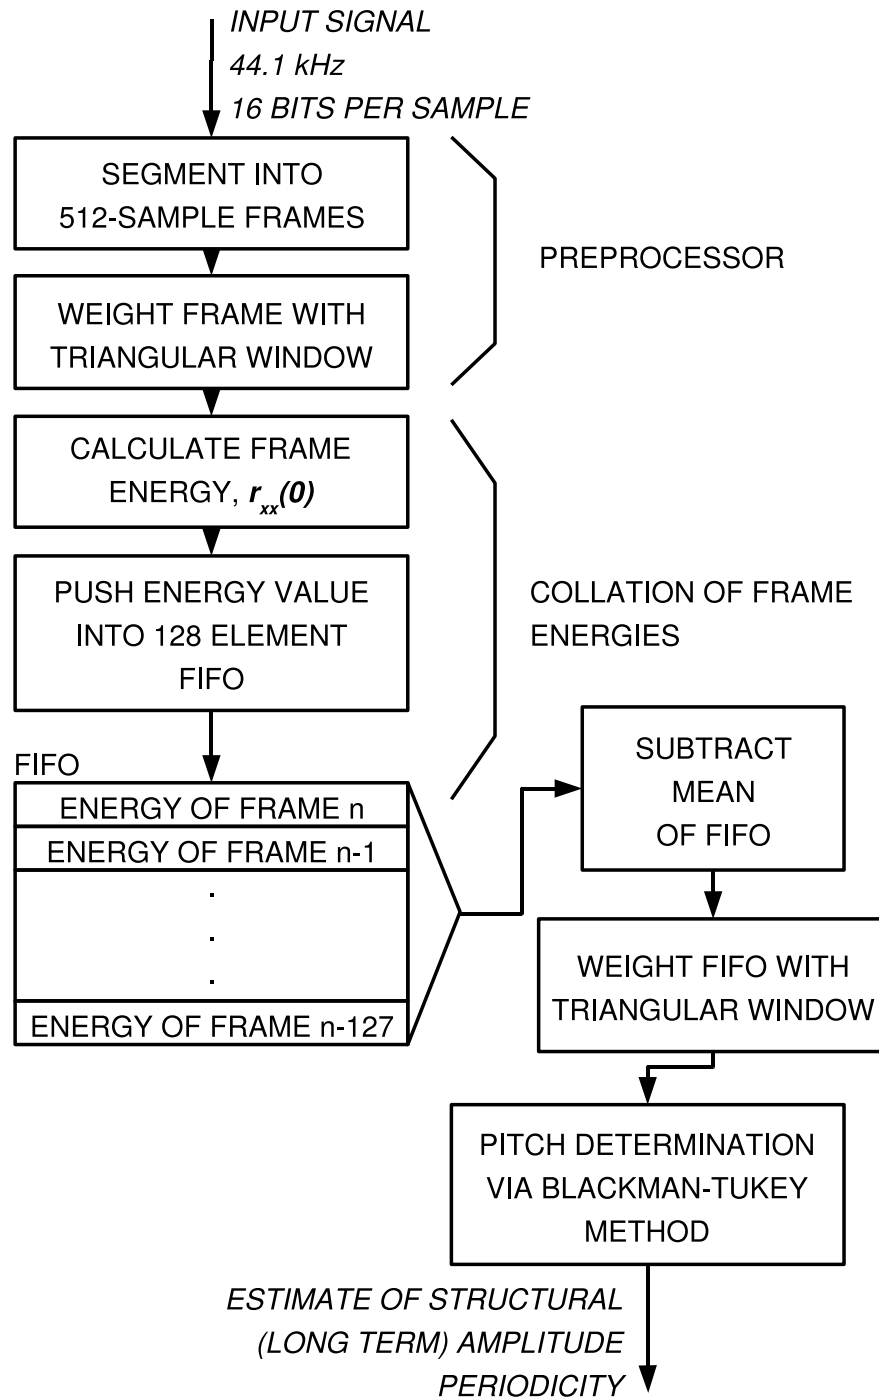 INPUT SIGNAL
44.1 kHz
16 BITS PER SAMPLE
SEGMENT INTO
512-SAMPLE FRAMES
WEIGHT FRAME WITH
TRIANGULAR WINDOW
PREPROCESSOR
CALCULATE FRAME
ENERGY, rxx(0)
PUSH ENERGY VALUE
INTO 128 ELEMENT
FIFO
COLLATION OF FRAME
ENERGIES
FIFO
ENERGY OF FRAME n
ENERGY OF FRAME n-1
.
.
.
ENERGY OF FRAME n-127
SUBTRACT
MEAN
OF FIFO
WEIGHT FIFO WITH
TRIANGULAR WINDOW
PITCH DETERMINATION
VIA BLACKMAN-TUKEY
METHOD
ESTIMATE OF STRUCTURAL
(LONG TERM) AMPLITUDE
PERIODICITY